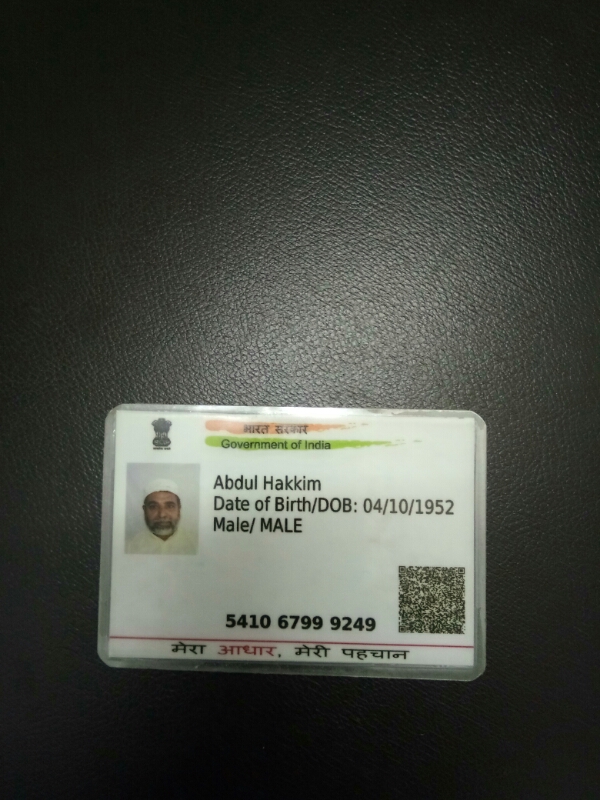 भारत सरकार
Government of India
Abdul Hakkim
Date of Birth/DOB: 04/10/1952
Male/ MALE
5410 6799 9249
मेरा आधार, मेरी पहचान